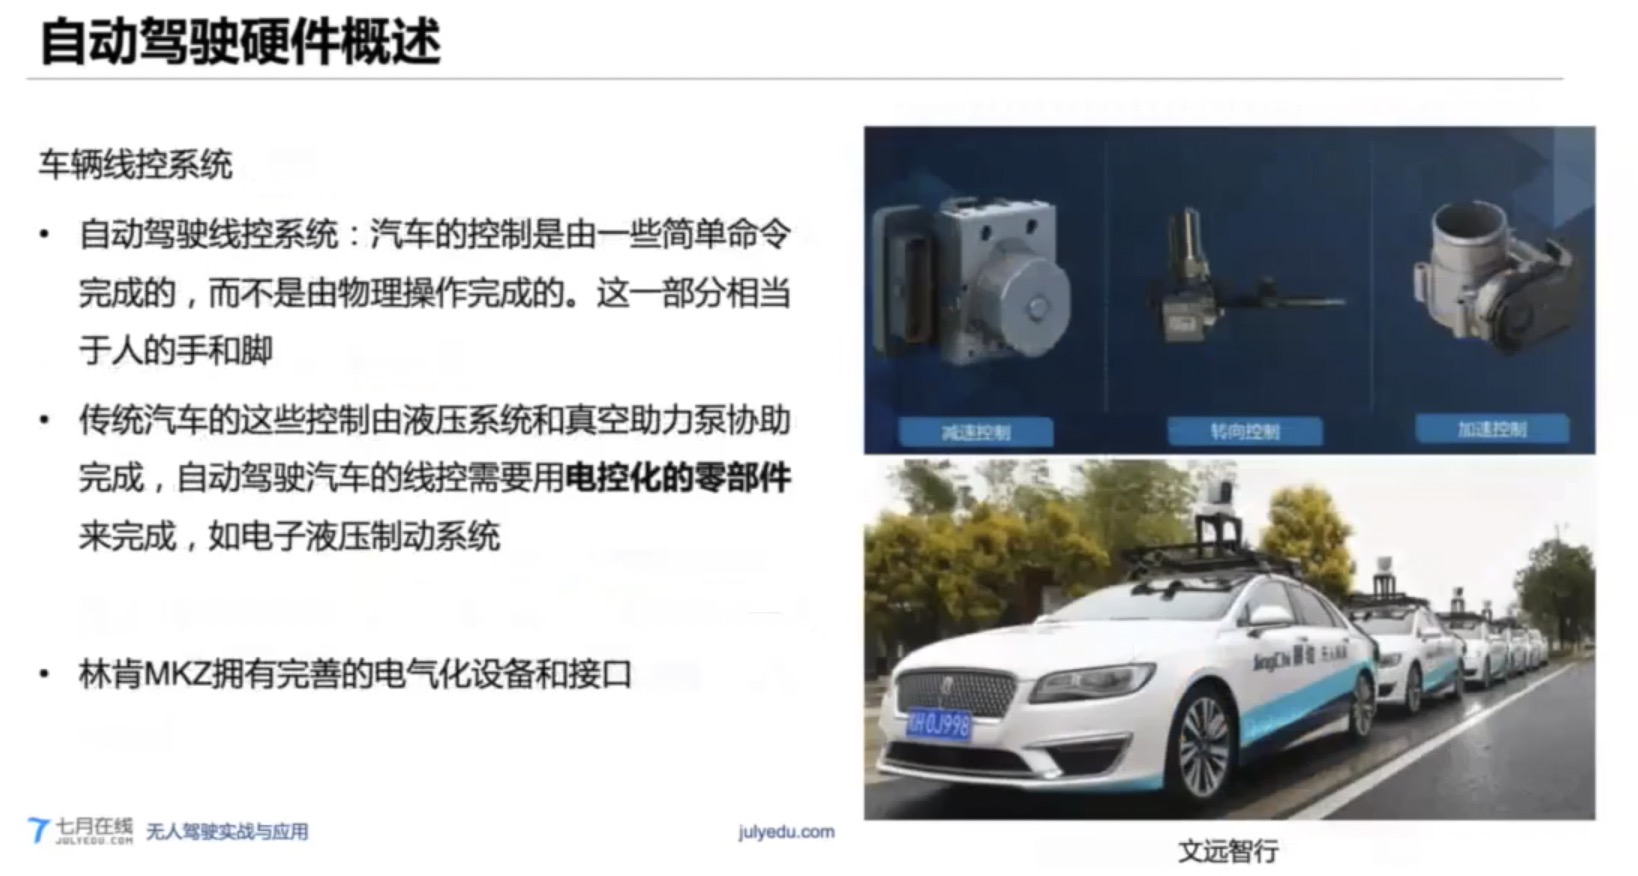 自动驾驶硬件概述
车辆线控系统
• 自动驾驶线控系统：汽车的控制是由一些简单命令
完成的，而不是由物理操作完成的。这一部分相当
于人的手和脚
• 传统汽车的这些控制由液压系统和真空助力泵协助
完成，自动驾驶汽车的线控需要用电控化的零部件
来完成，如电子液压制动系统
• 林肯MKZ拥有完善的电气化设备和接口
减速控制
转向控制
加速控制
JingChi
0J998
文远智行
七月在线
JULYEDU.COM
无人驾驶实战与应用
julyedu.com